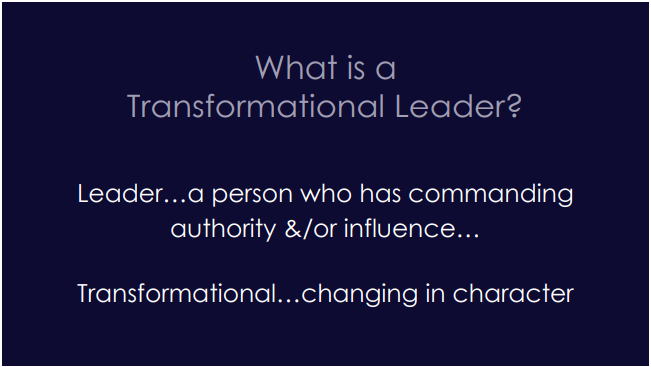 What is a
Transformational Leader?
Leader…a person who has commanding
authority &/or influence…
Transformational…changing in character